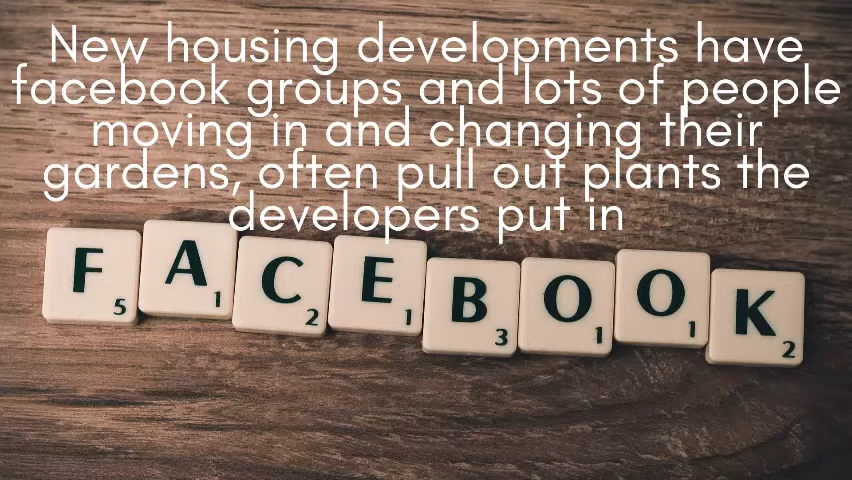 New housing developments have
facebook groups and lots of people
moving in and changing their
gardens, often pull out plants the
developers put in
F5 A1 C2 E1 B3 O1 O1 K2